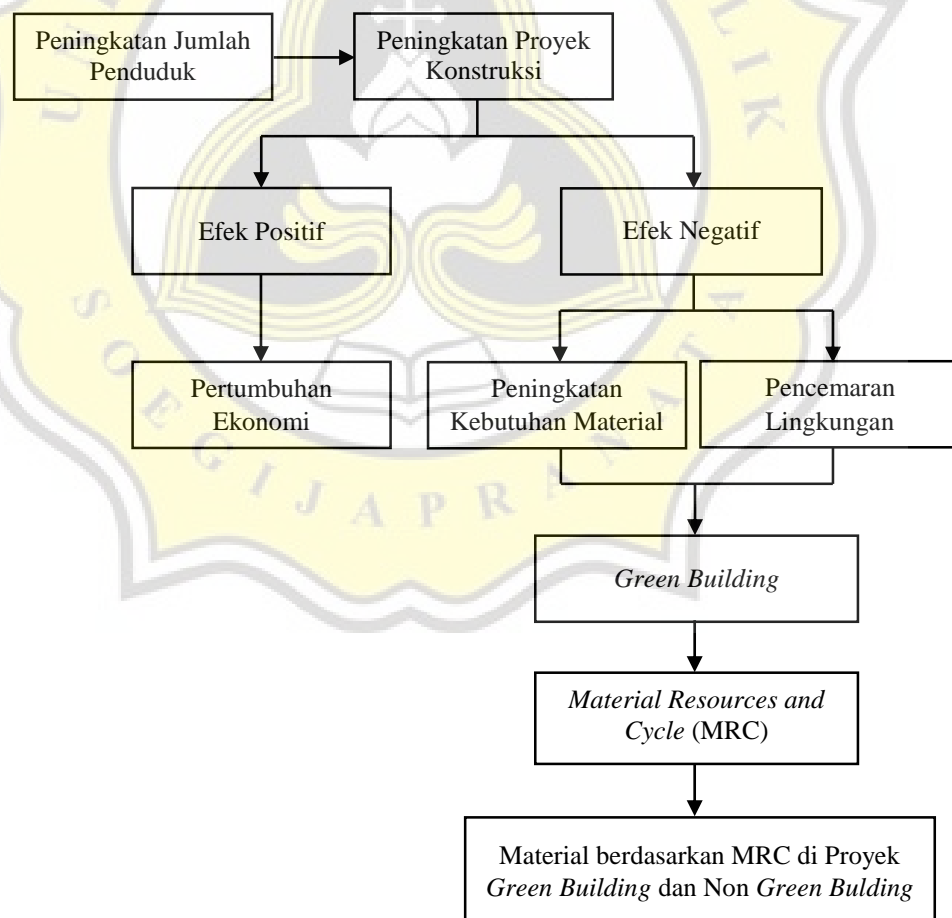 Peningkatan Jumlah
Penduduk
Peningkatan Proyek
Konstruksi
Efek Positif
Efek Negatif
Pertumbuhan
Ekonomi
Peningkatan
Kebutuhan Material
Pencemaran
Lingkungan
Green Building
Material Resources and
Cycle (MRC)
Material berdasarkan MRC di Proyek
Green Building dan Non Green Bulding
SOEGIJAPRANATA